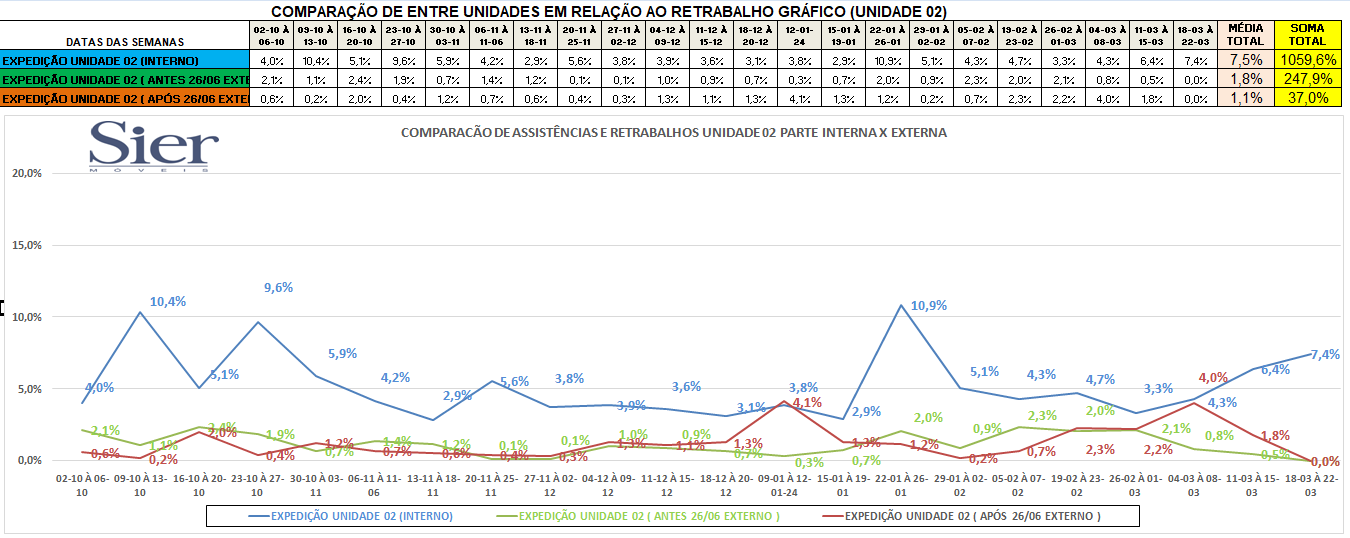 COMPARAÇÃO DE ENTRE UNIDADES EM RELAÇÃO AO RETRABALHO GRÁFICO (UNIDADE 02)
02-10 À 09-10 À 16-10 À 23-10 À 30-10 À 06-11 À 13-11 À 20-11 À 27-11 À 04-12 À 11-12 À 18-12 À 12-01- 15-01 À 22-01 À 29-01 À 05-02 À 19-02 À 26-02 À 04-03 À 11-03 À 18-03 À MÉDIA SOMA
DATAS DAS SEMANAS 06-10 13-10 20-10 27-10 03-11 11-06 18-11 25-11 02-12 09-12 15-12 20-12 24 19-01 26-01 02-02 07-02 23-02 01-03 08-03 15-03 22-03 TOTAL TOTAL
EXPEDIÇÃO UNIDADE 02 (INTERNO) 4,0% 10,4% 5,1% 9,6% 5,9% 4,2% 2,9% 5,6% 3,8% 3,9% 3,6% 3,1% 3,8% 2,9% 10,9% 5,1% 4,3% 4,7% 3,3% 4,3% 6,4% 7,4% 7,5% 1059,6%
EXPEDIÇÃO UNIDADE 02 ( ANTES 26/06 EXTE 2,1% 1,1% 2,4% 1,9% 0,7% 1,4% 1,2% 0,1% 0,1% 1,0% 0,9% 0,7% 0,3% 0,7% 2,0% 0,9% 2,3% 2,0% 2,1% 0,8% 0,5% 0,0% 1,8% 247,9%
EXPEDIÇÃO UNIDADE 02 ( APÓS 26/06 EXTE 0,6% 0,2% 2,0% 0,4% 1,2% 0,7% 0,6% 0,4% 0,3% 1,3% 1,1% 1,3% 4,1% 1,3% 1,2% 0,2% 0,7% 2,3% 2,2% 4,0% 1,8% 0,0% 1,1% 37,0%
COMPARACÃO DE ASSISTÊNCIAS E RETRABALHOS UNIDADE 02 PARTE INTERNA X EXTERNA
Sier
MÓVEIS
20,0%
15,0%
10,0%
5,0%
0,0%
4,0% 10,4% 5,1% 9,6% 5,9% 4,2% 2,9% 5,6% 3,8% 3,9% 3,6% 3,1% 3,8% 2,9% 10,9% 5,1% 4,3% 4,7% 3,3% 4,3% 6,4% 7,4%
2,1% 1,1% 2,4% 1,9% 0,7% 1,4% 1,2% 0,1% 0,1% 1,0% 0,9% 0,7% 0,3% 0,7% 2,0% 0,9% 2,3% 2,0% 2,1% 0,8% 0,5% 0,0%
0,6% 0,2% 2,0% 0,4% 1,2% 0,7% 0,6% 0,4% 0,3% 1,3% 1,1% 1,3% 4,1% 1,3% 1,2% 0,2% 0,7% 2,3% 2,2% 4,0% 1,8% 0,0%
02-10 À 06- 09-10 À 13- 16-10 À 20- 23-10 À 27- 30-10 À 03- 06-11 À 11- 13-11 À 18- 20-11 À 25- 27-11 À 02- 04-12 À 09- 11-12 À 15- 18-12 À 20- 09-01 À 12- 15-01 À 19- 22-01 À 26- 29-01 À 02- 05-02 À 07- 19-02 À 23- 26-02 À 01- 04-03 À 08- 11-03 À 15- 18-03 À 22-
10 10 10 10 11 06 11 11 12 12 12 12 01-24 01 01 02 02 02 03 03 03 03
EXPEDIÇÃO UNIDADE 02 (INTERNO) EXPEDIÇÃO UNIDADE 02 ( ANTES 26/06 EXTERNO ) EXPEDIÇÃO UNIDADE 02 ( APÓS 26/06 EXTERNO )